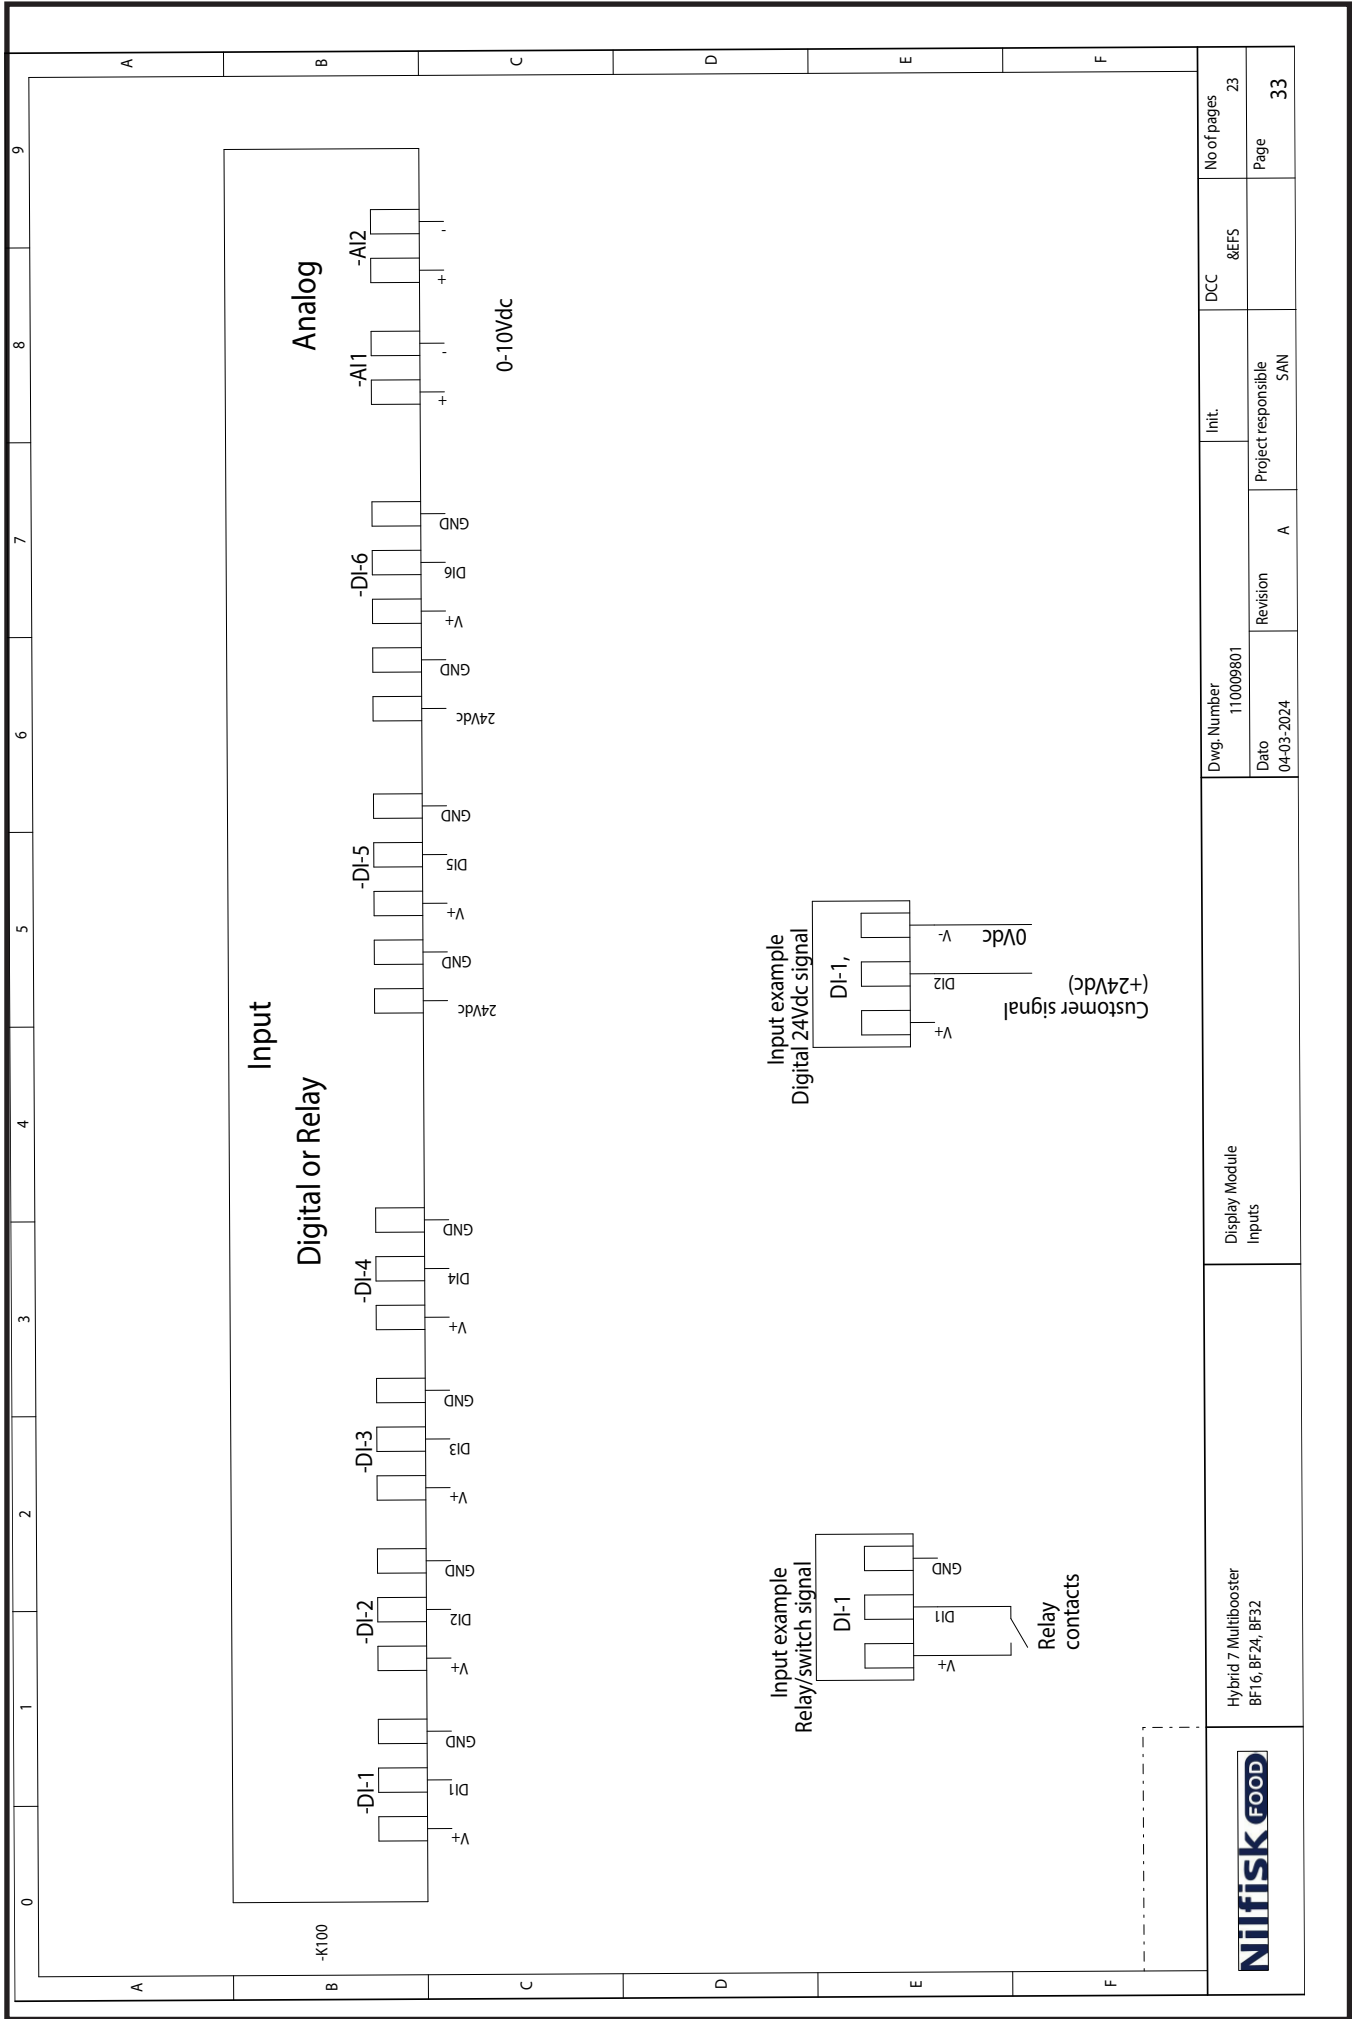 0 1 2 3 4 5 6 7 8 9
A A
B B
C C
D D
E E
F F
-K100
Input
Digital or Relay
Analog
-DI-1 -DI-2 -DI-3 -DI-4 -DI-5 -DI-6 -AI1 -AI2
V+ DI1 GND V+ DI2 GND V+ DI3 GND V+ DI4 GND 24Vdc GND V+ DI5 GND 24Vdc GND V+ DI6 GND + - + -
0-10Vdc
Input example
Relay/switch signal
DI-1
V+ DI1 GND
Relay
contacts
Input example
Digital 24Vdc signal
DI-1,
V+ DI2 V-
0Vdc
Customer signal
(+24Vdc)
Nilfisk FOOD
Hybrid 7 Multibooster
BF16, BF24, BF32
Display Module
Inputs
Dwg. Number
110009801
Init.
DCC
&EFS
No of pages
23
Dato
04-03-2024
Revision
A
Project responsible
SAN
Page
33